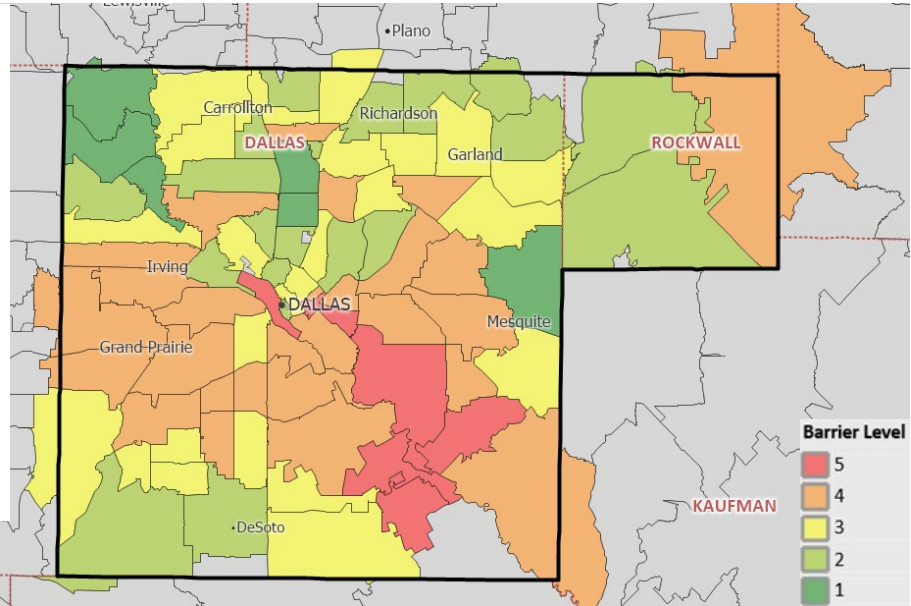 Lewisville
Plano
Carrollton
Richardson
DALLAS
ROCKWALL
Garland
Irving
DALLAS
Mesquite
Grand Prairie
Barrier Level
5
4
KAUFMAN
3
DeSoto
2
1